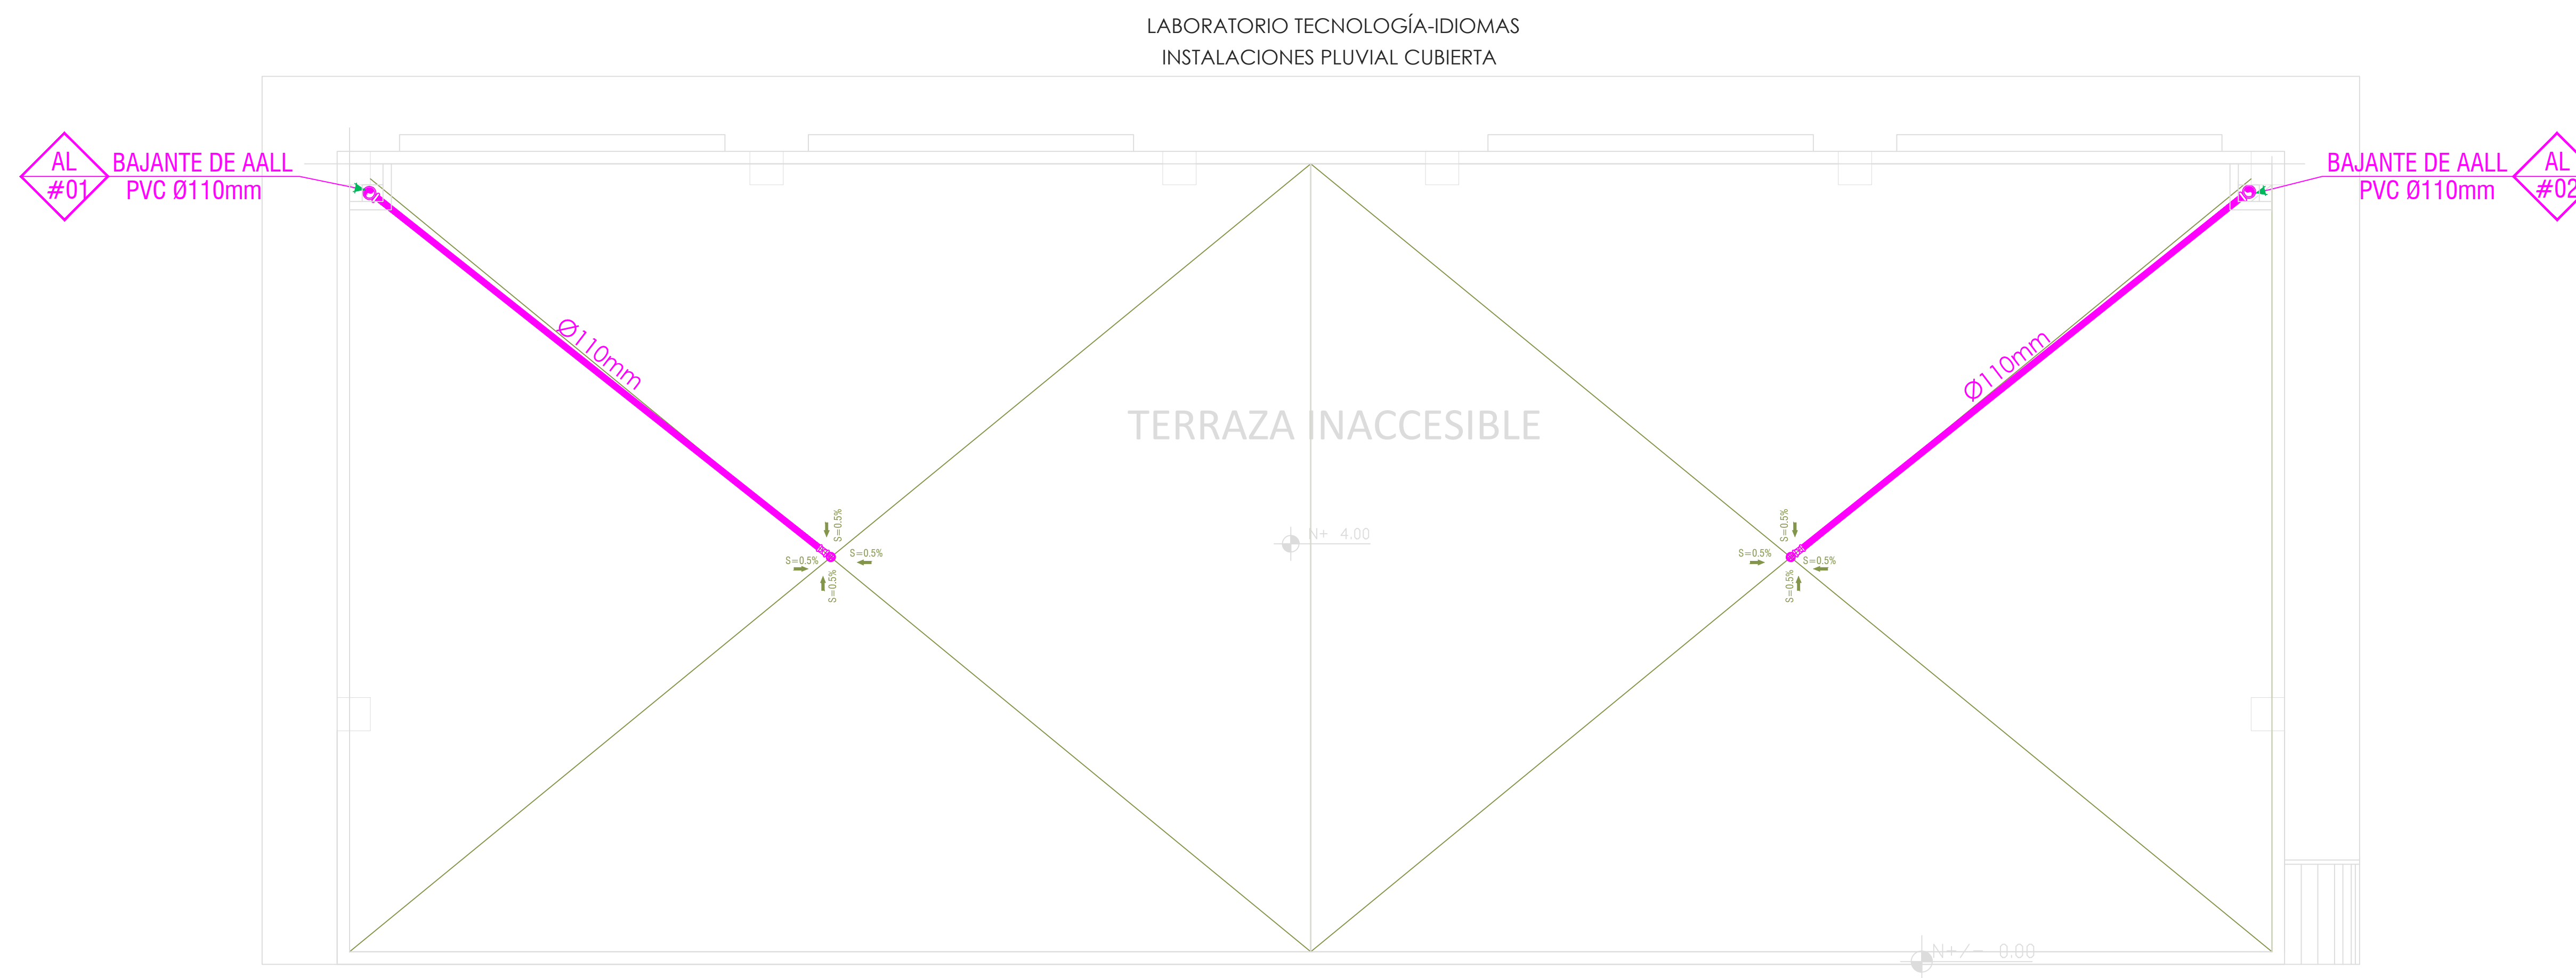 LABORATORIO TECNOLOGÍA-IDIOMAS
INSTALACIONES PLUVIAL CUBIERTA
AL
#01
BAJANTE DE AALL
PVC Ø110mm
BAJANTE DE AALL
PVC Ø110mm
AL
#02
Ø110mm
Ø110mm
TERRAZA INACCESIBLE
N+ 4.00
S=0.5%
S=0.5%
S=0.5%
S=0.5%
S=0.5%
S=0.5%
S=0.5%
S=0.5%
N+/- 0.00